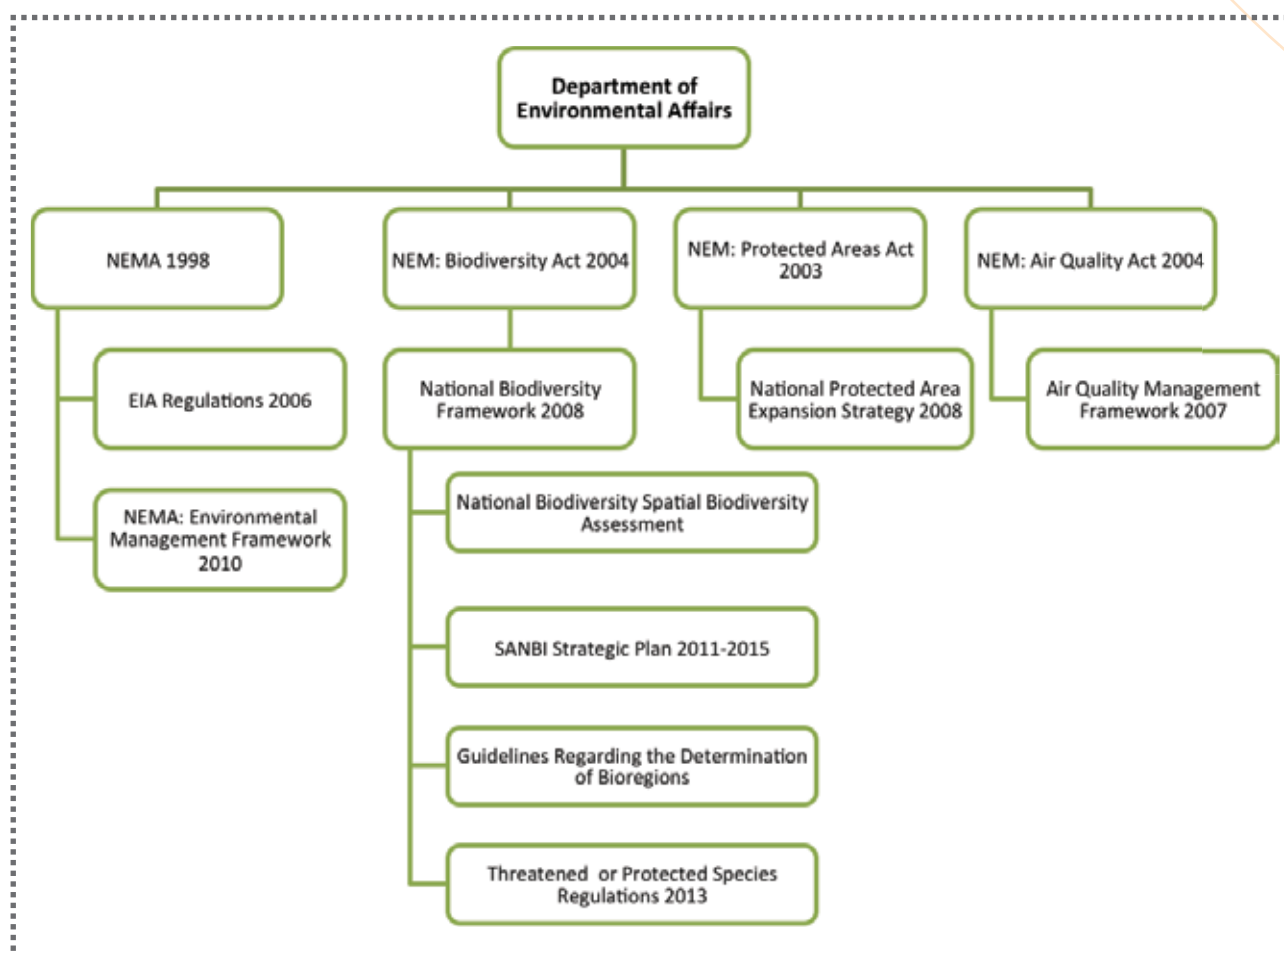 Department of
Environmental Affairs
NEMA 1998
NEM: Biodiversity Act 2004
NEM: Protected Areas Act
2003
NEM: Air Quality Act 2004
EIA Regulations 2006
National Biodiversity
Framework 2008
National Protected Area
Expansion Strategy 2008
Air Quality Management
Framework 2007
NEMA: Environmental
Management Framework
2010
National Biodiversity Spatial Biodiversity
Assessment
SANBI Strategic Plan 2011-2015
Guidelines Regarding the Determination
of Bioregions
Threatened or Protected Species
Regulations 2013